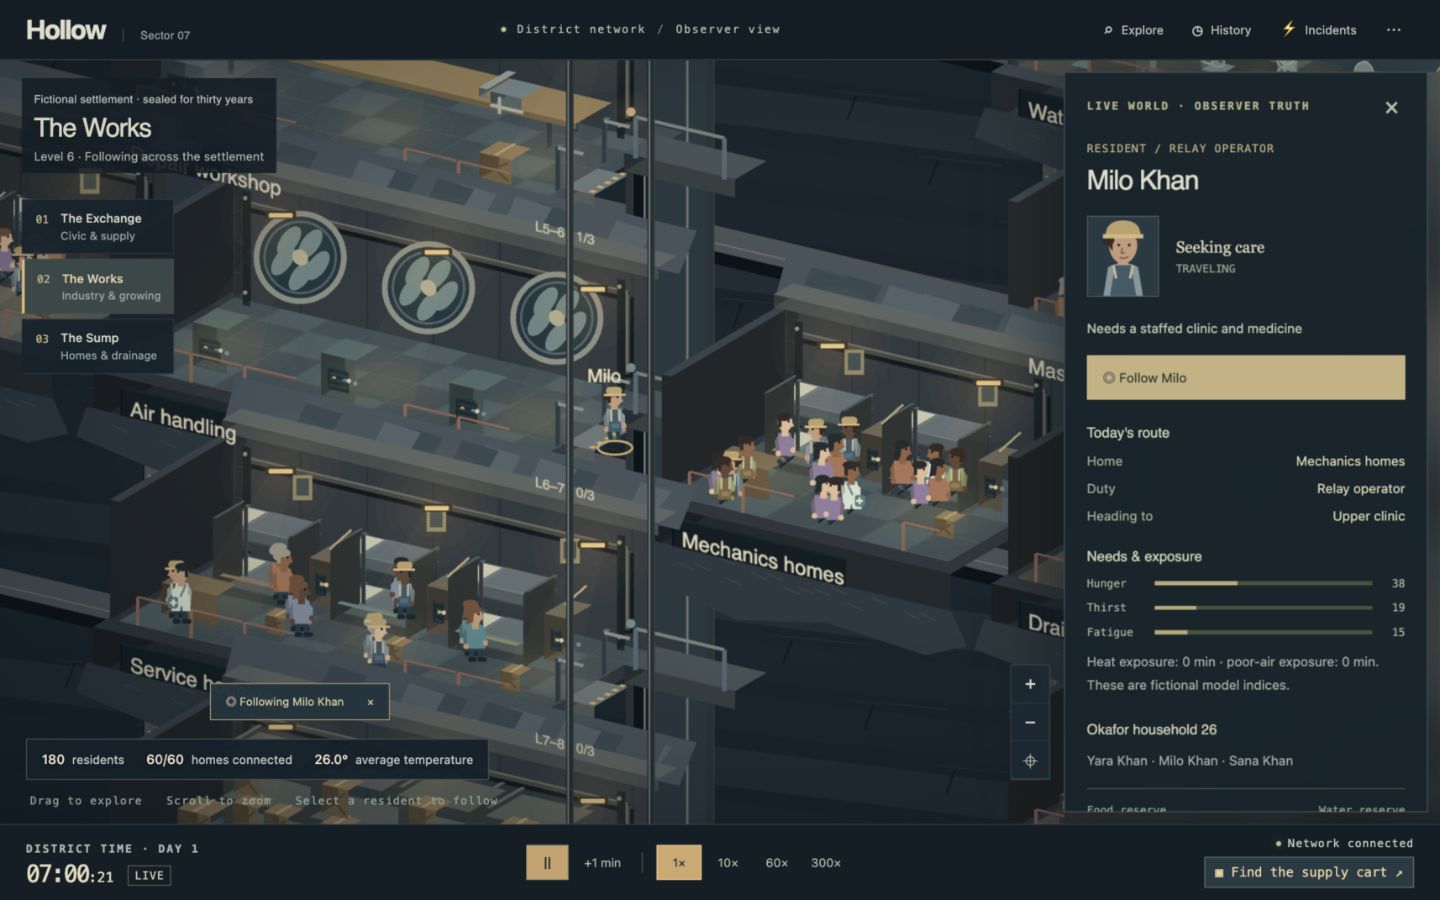 Hollow
Sector 07
District network / Observer view
Explore
History
Incidents
Fictional settlement · sealed for thirty years
The Works
Level 6 · Following across the settlement
01 The Exchange
Civic & supply
02 The Works
Industry & growing
03 The Sump
Homes & drainage
workshop
L5–6 1/3
Milo
Air handling
L6–7 0/3
Mechanics homes
Service
L7–8 0/3
Following Milo Khan ×
180 residents 60/60 homes connected 26.0° average temperature
Drag to explore Scroll to zoom Select a resident to follow
+
−
LIVE WORLD · OBSERVER TRUTH
RESIDENT / RELAY OPERATOR
Milo Khan
Seeking care
TRAVELING
Needs a staffed clinic and medicine
Follow Milo
Today's route
Home Mechanics homes
Duty Relay operator
Heading to Upper clinic
Needs & exposure
Hunger 38
Thirst 19
Fatigue 15
Heat exposure: 0 min · poor-air exposure: 0 min.
These are fictional model indices.
Okafor household 26
Yara Khan · Milo Khan · Sana Khan
Food reserve Water reserve
DISTRICT TIME · DAY 1
07:00:21 LIVE
+1 min
1× 10× 60× 300×
Network connected
Find the supply cart ↗